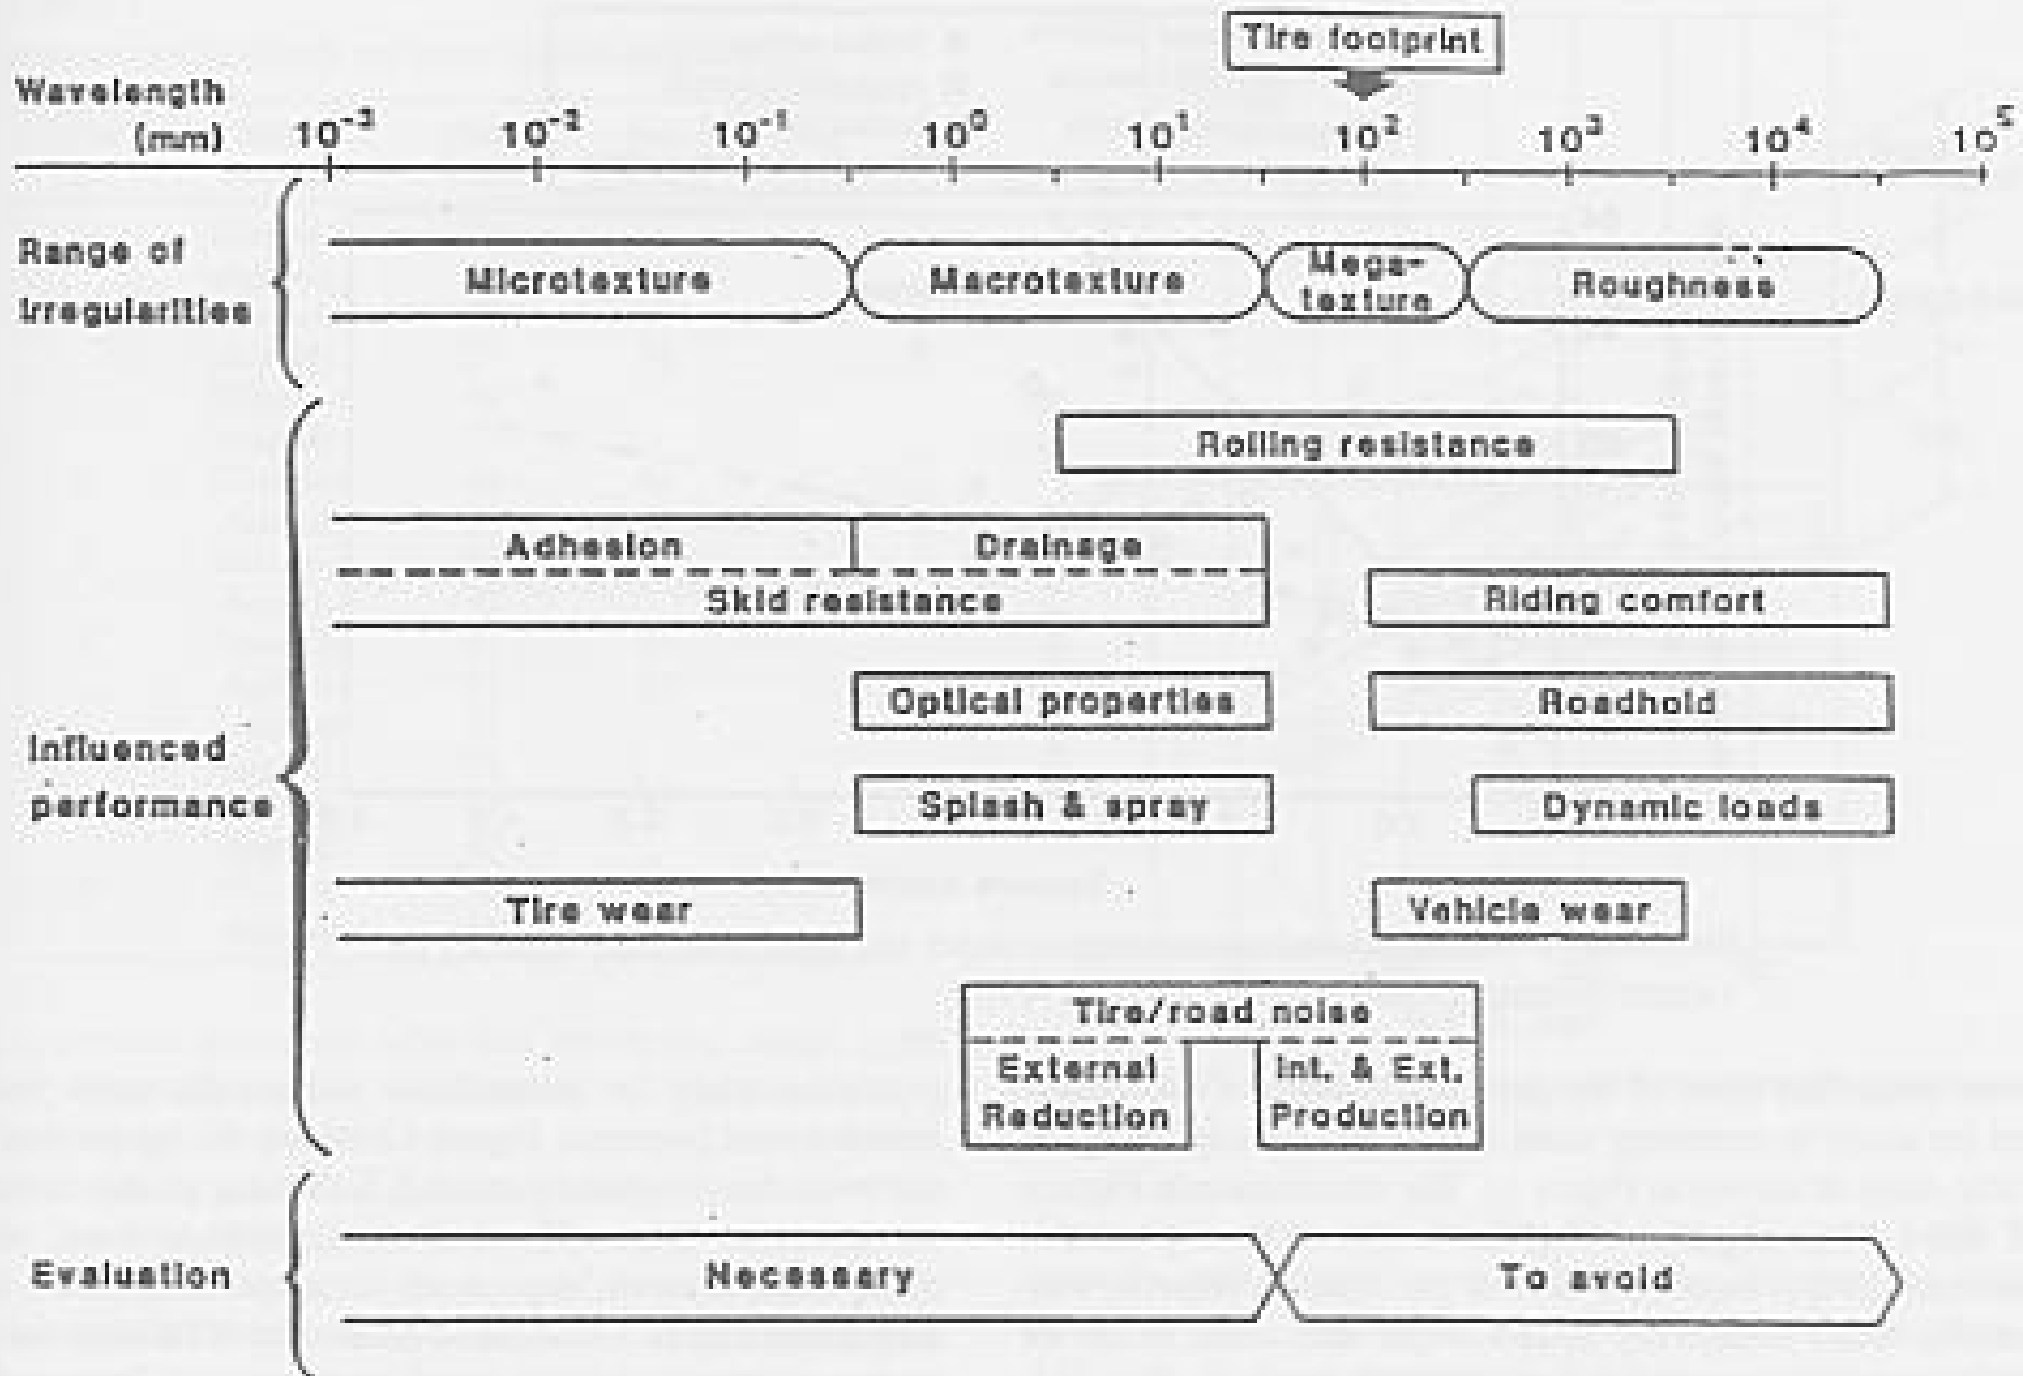 Tire footprint
Wavelength
(mm) 10⁻³ 10⁻² 10⁻¹ 10⁰ 10¹ 10² 10³ 10⁴ 10⁵
Range of
irregularities
Microtexture Macrotexture Mega-
texture Roughness
Rolling resistance
Adhesion Drainage
Skid resistance Riding comfort
Optical properties Roadhold
Influenced
performance
Splash & spray Dynamic loads
Tire wear Vehicle wear
Tire/road noise
External Int. & Ext.
Reduction Production
Evaluation Necessary To avoid